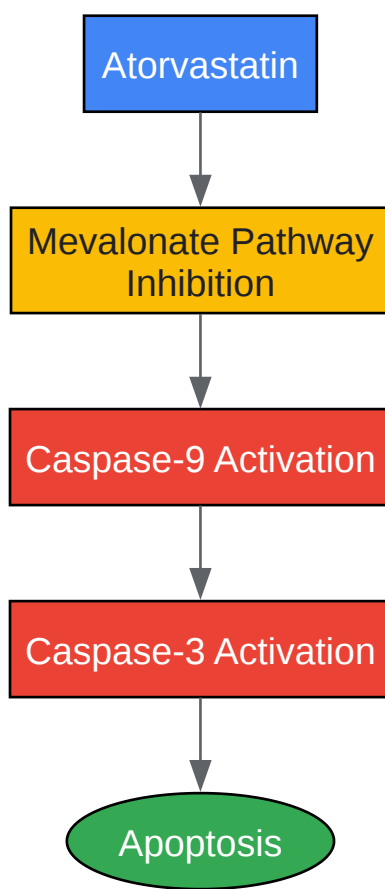 Atorvastatin
Mevalonate Pathway
Inhibition
Caspase-9 Activation
Caspase-3 Activation
Apoptosis